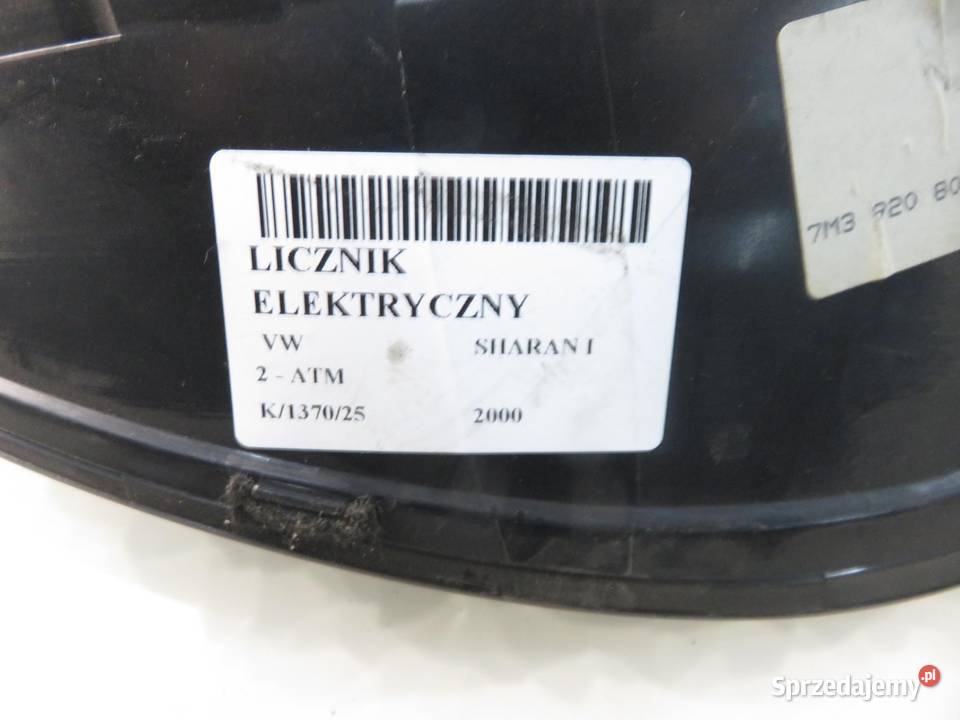 7M3 920 80
LICZNIK
ELEKTRYCZNY
VW SHARAN I
2 - ATM
K/1370/25 2000
Sprzedajemy.pl